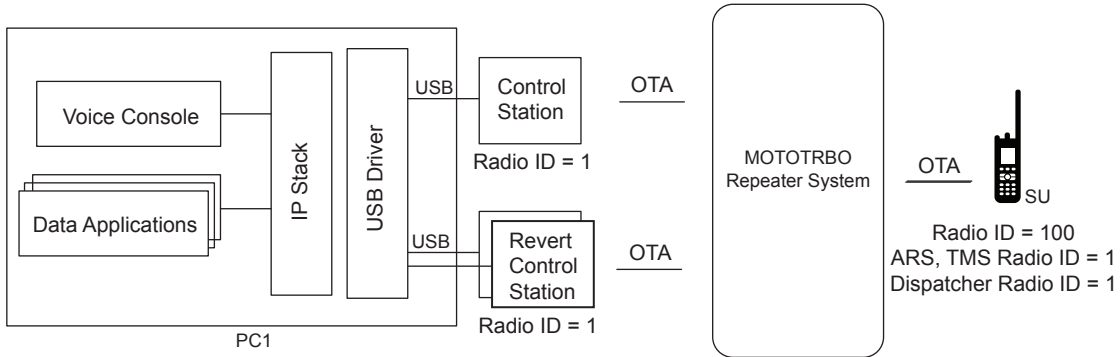 Voice Console
Data Applications
IP Stack
USB Driver
USB
Control
Station
Radio ID = 1
USB
Revert
Control
Station
Radio ID = 1
PC1
OTA
OTA
MOTOTRBO
Repeater System
OTA
SU
Radio ID = 100
ARS, TMS Radio ID = 1
Dispatcher Radio ID = 1